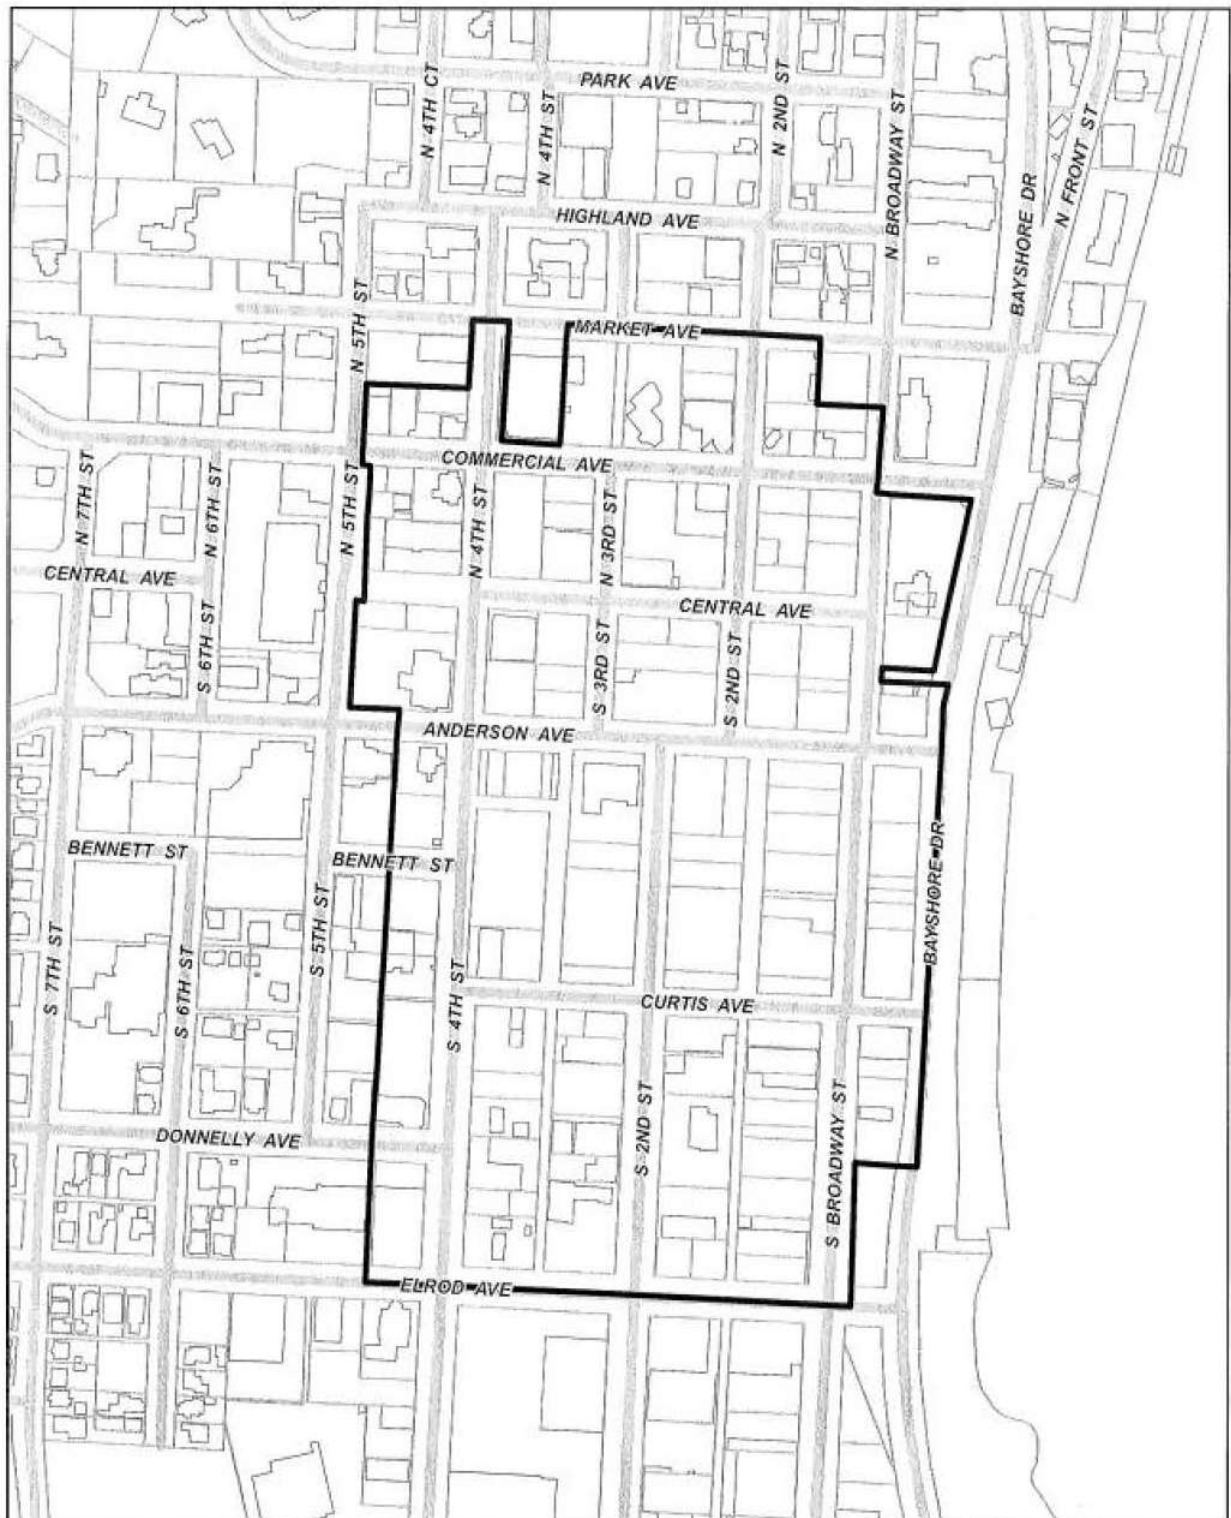 PARK AVE
N 4TH CT
N 4TH ST
N 2ND ST
N BROADWAY ST
BAYSHORE DR
N FRONT ST
HIGHLAND AVE
N 5TH ST
MARKET AVE
COMMERCIAL AVE
N 7TH ST
N 6TH ST
N 5TH ST
N 4TH ST
N 3RD ST
CENTRAL AVE
CENTRAL AVE
S 6TH ST
S 3RD ST
S 2ND ST
ANDERSON AVE
BENNETT ST
BENNETT ST
BAYSHORE DR
S 7TH ST
S 6TH ST
S 5TH ST
S 4TH ST
CURTIS AVE
S 2ND ST
S BROADWAY ST
DONNELLY AVE
ELROD AVE